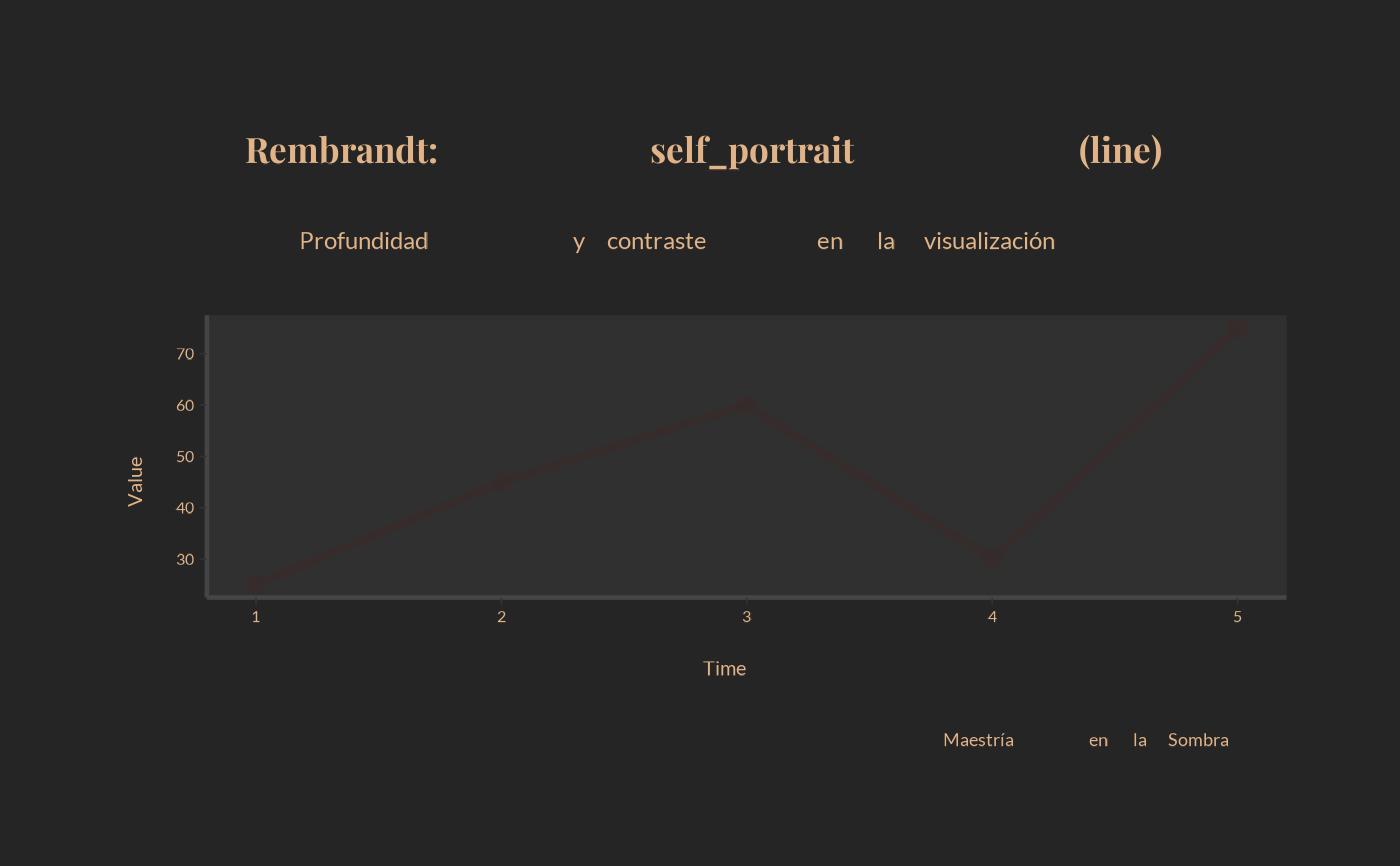 Rembrandt: self_portrait (line)
Profundidad y contraste en la visualización
70
60
50
40
30
Value
1 2 3 4 5
Time
Maestría en la Sombra